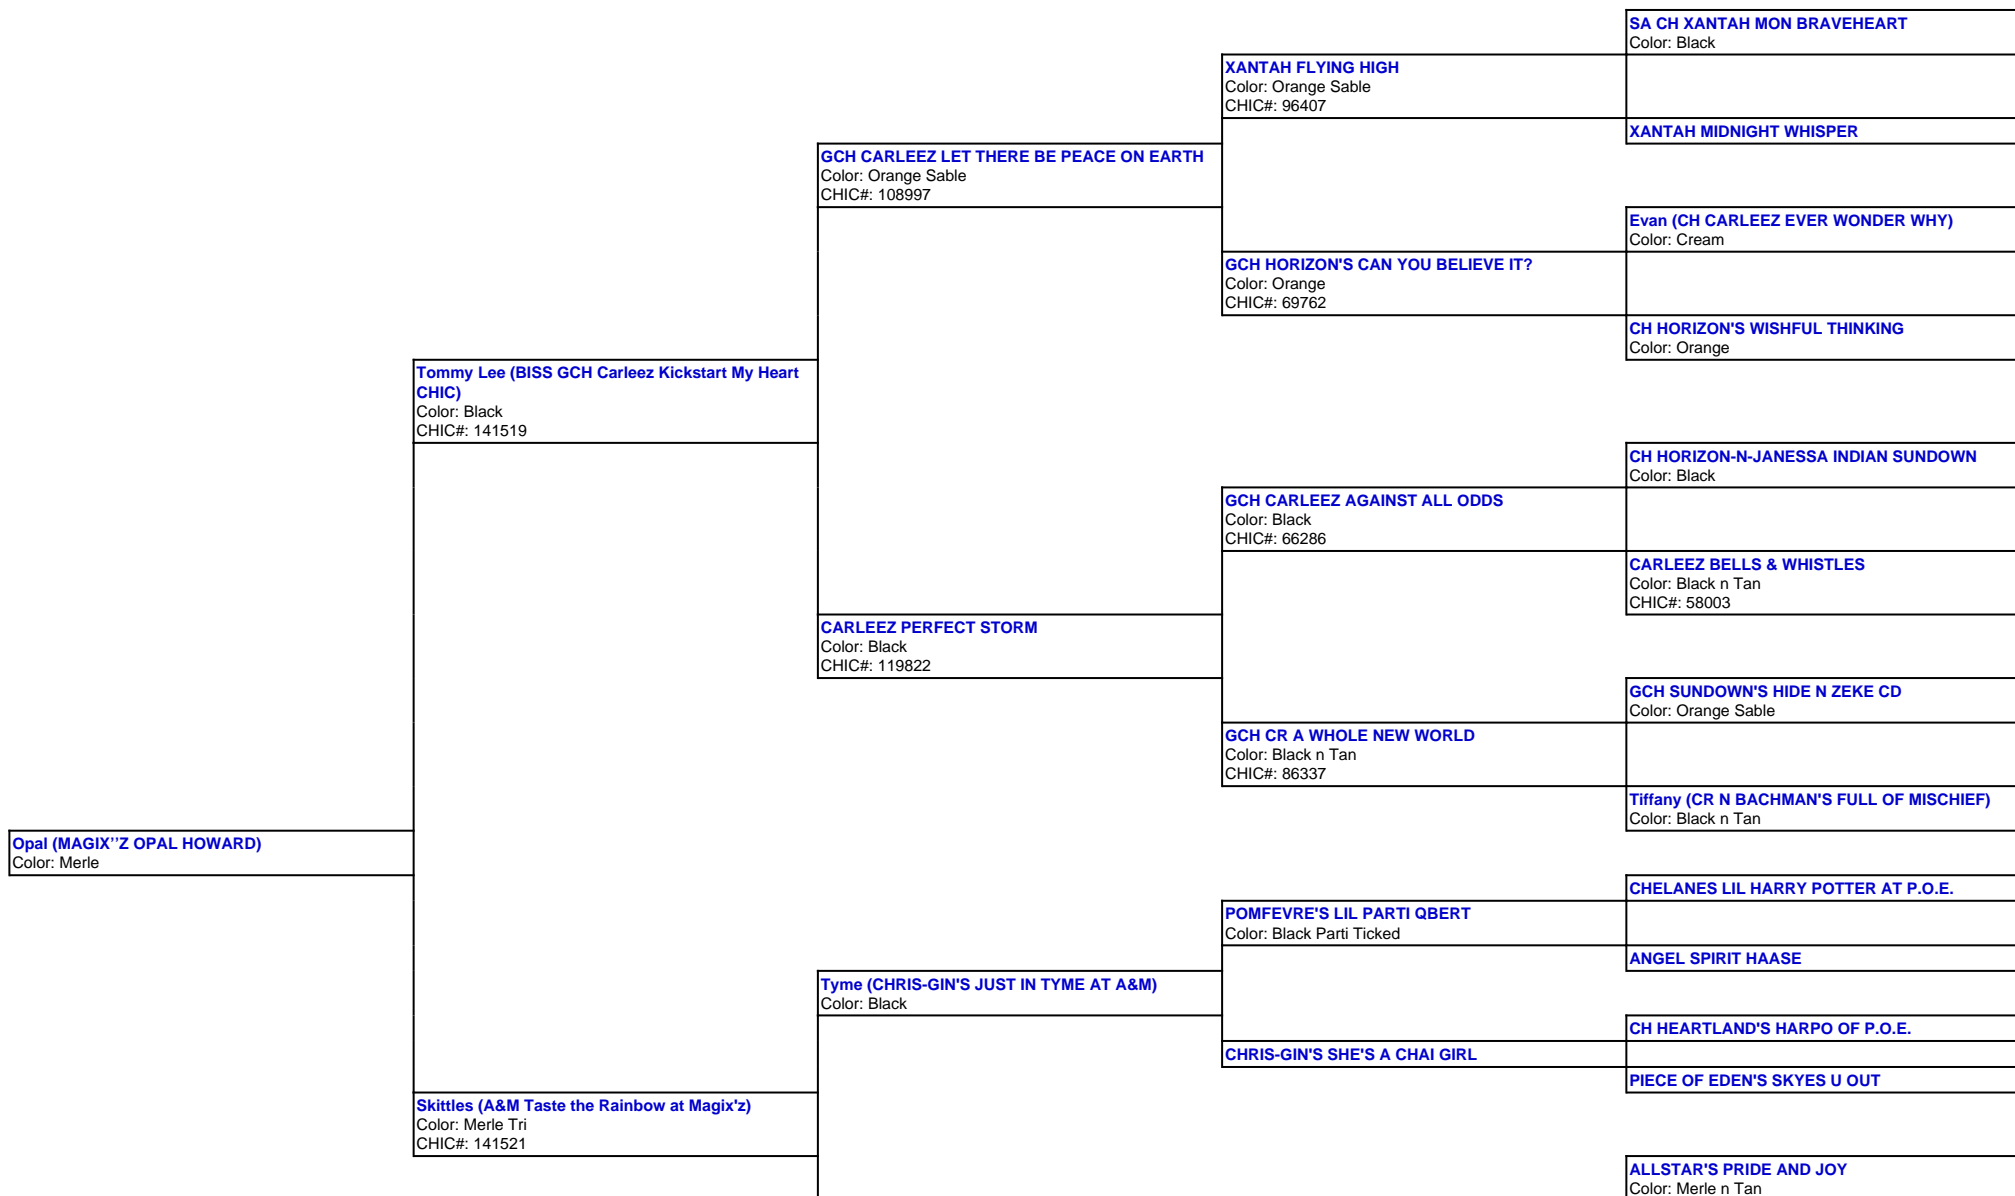 SA CH XANTAH MON BRAVEHEART
Color: Black
XANTAH FLYING HIGH
Color: Orange Sable
CHIC#: 96407
XANTAH MIDNIGHT WHISPER
GCH CARLEEZ LET THERE BE PEACE ON EARTH
Color: Orange Sable
CHIC#: 108997
Evan (CH CARLEEZ EVER WONDER WHY)
Color: Cream
GCH HORIZON'S CAN YOU BELIEVE IT?
Color: Orange
CHIC#: 69762
CH HORIZON'S WISHFUL THINKING
Color: Orange
Tommy Lee (BISS GCH Carleez Kickstart My Heart
CHIC)
Color: Black
CHIC#: 141519
CH HORIZON-N-JANESSA INDIAN SUNDOWN
Color: Black
GCH CARLEEZ AGAINST ALL ODDS
Color: Black
CHIC#: 66286
CARLEEZ BELLS & WHISTLES
Color: Black n Tan
CHIC#: 58003
CARLEEZ PERFECT STORM
Color: Black
CHIC#: 119822
GCH SUNDOWN'S HIDE N ZEKE CD
Color: Orange Sable
GCH CR A WHOLE NEW WORLD
Color: Black n Tan
CHIC#: 86337
Tiffany (CR N BACHMAN'S FULL OF MISCHIEF)
Color: Black n Tan
Opal (MAGIX''Z OPAL HOWARD)
Color: Merle
CHELANES LIL HARRY POTTER AT P.O.E.
POMFEVRE'S LIL PARTI QBERT
Color: Black Parti Ticked
ANGEL SPIRIT HAASE
Tyme (CHRIS-GIN'S JUST IN TYME AT A&M)
Color: Black
CH HEARTLAND'S HARPO OF P.O.E.
CHRIS-GIN'S SHE'S A CHAI GIRL
PIECE OF EDEN'S SKYES U OUT
Skittles (A&M Taste the Rainbow at Magix'z)
Color: Merle Tri
CHIC#: 141521
ALLSTAR'S PRIDE AND JOY
Color: Merle n Tan